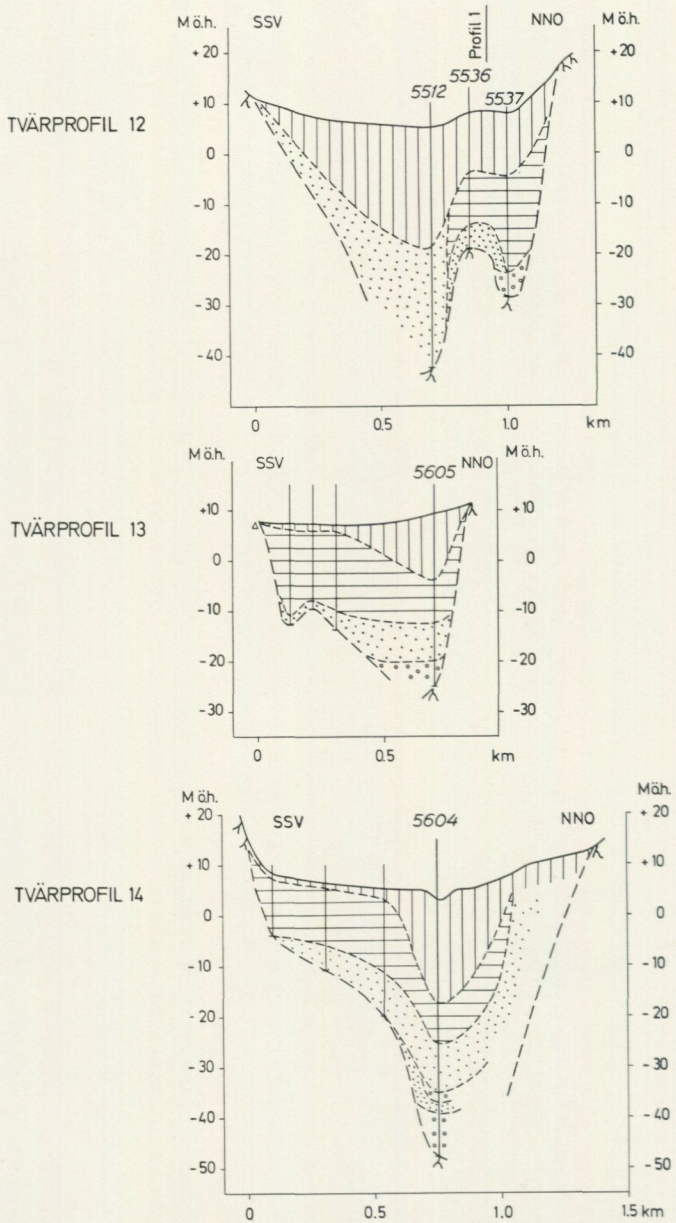 TVÄRPROFIL 12
M ö.h. SSV Profil 1 NNO M ö.h.
5512 5536 5537
+20 +20
+10 +10
0 0
-10 -10
-20 -20
-30 -30
-40 -40
0 0.5 1.0 km
TVÄRPROFIL 13
M ö.h. SSV 5605 NNO M ö.h.
+10 +10
0 0
-10 -10
-20 -20
-30 -30
0 0.5 km
TVÄRPROFIL 14
M ö.h. SSV 5604 NNO Mäh.
+20 +20
+10 +10
0 0
-10 -10
-20 -20
-30 -30
-40 -40
-50 -50
0 0.5 1.0 1.5 km